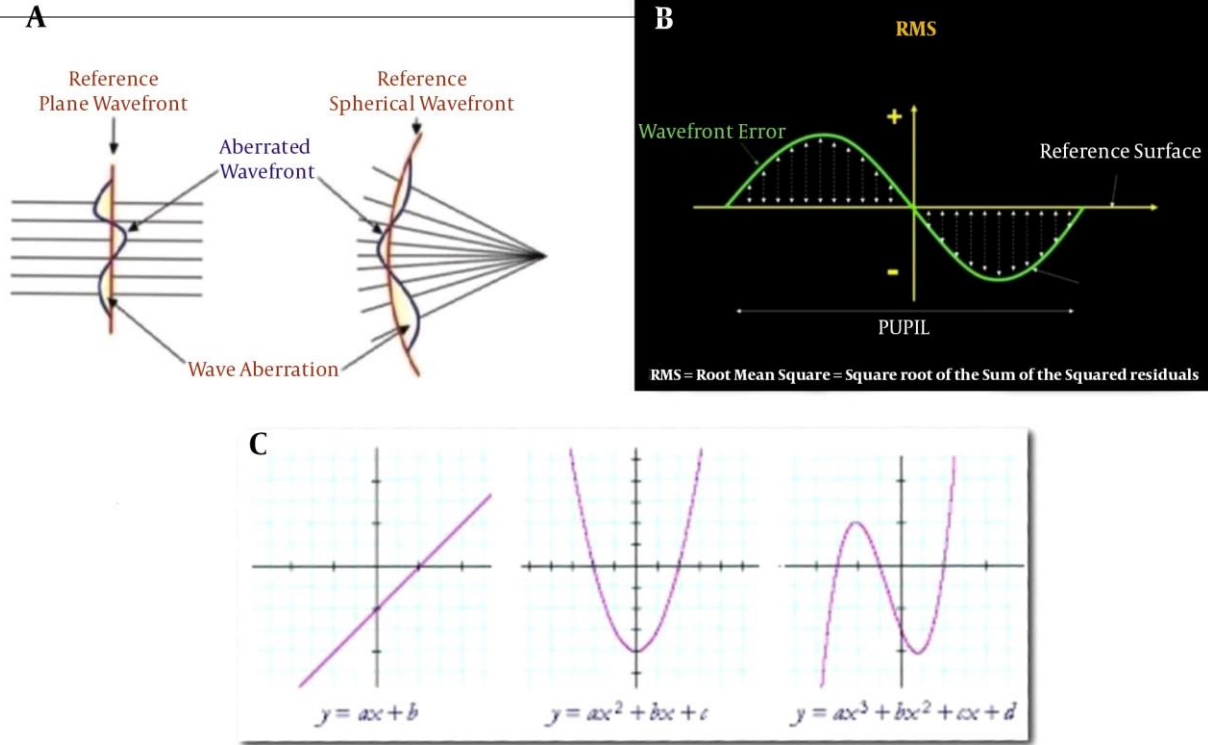 A
Reference
Plane Wavefront
Reference
Spherical Wavefront
Aberrated
Wavefront
Wave Aberration
B
RMS
+
Wavefront Error
Reference Surface
-
PUPIL
RMS = Root Mean Square = Square root of the Sum of the Squared residuals
C
y = ax + b
y = ax² + bx + c
y = ax³ + bx² + cx + d